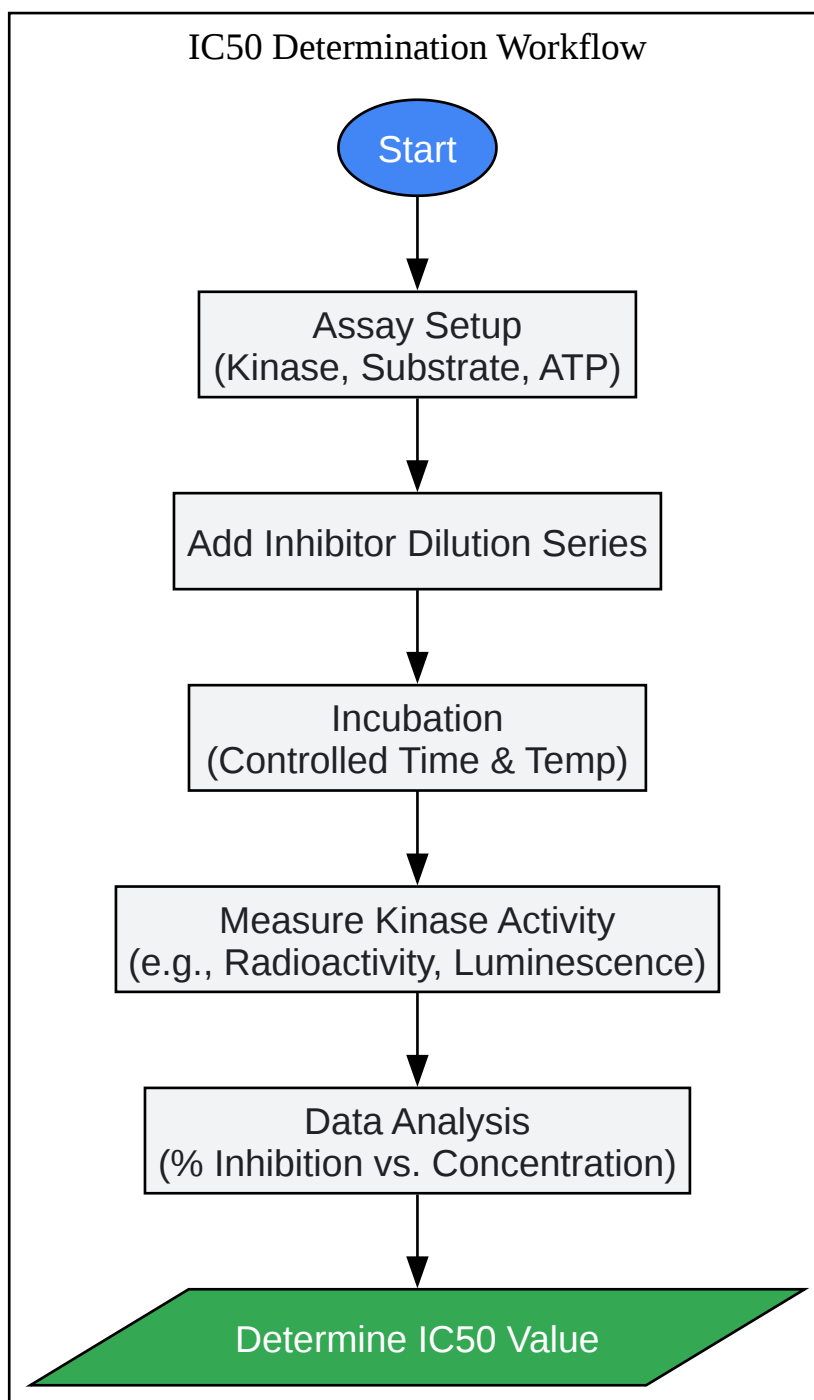 IC50 Determination Workflow
Start
Assay Setup
(Kinase, Substrate, ATP)
Add Inhibitor Dilution Series
Incubation
(Controlled Time & Temp)
Measure Kinase Activity
(e.g., Radioactivity, Luminescence)
Data Analysis
(% Inhibition vs. Concentration)
Determine IC50 Value